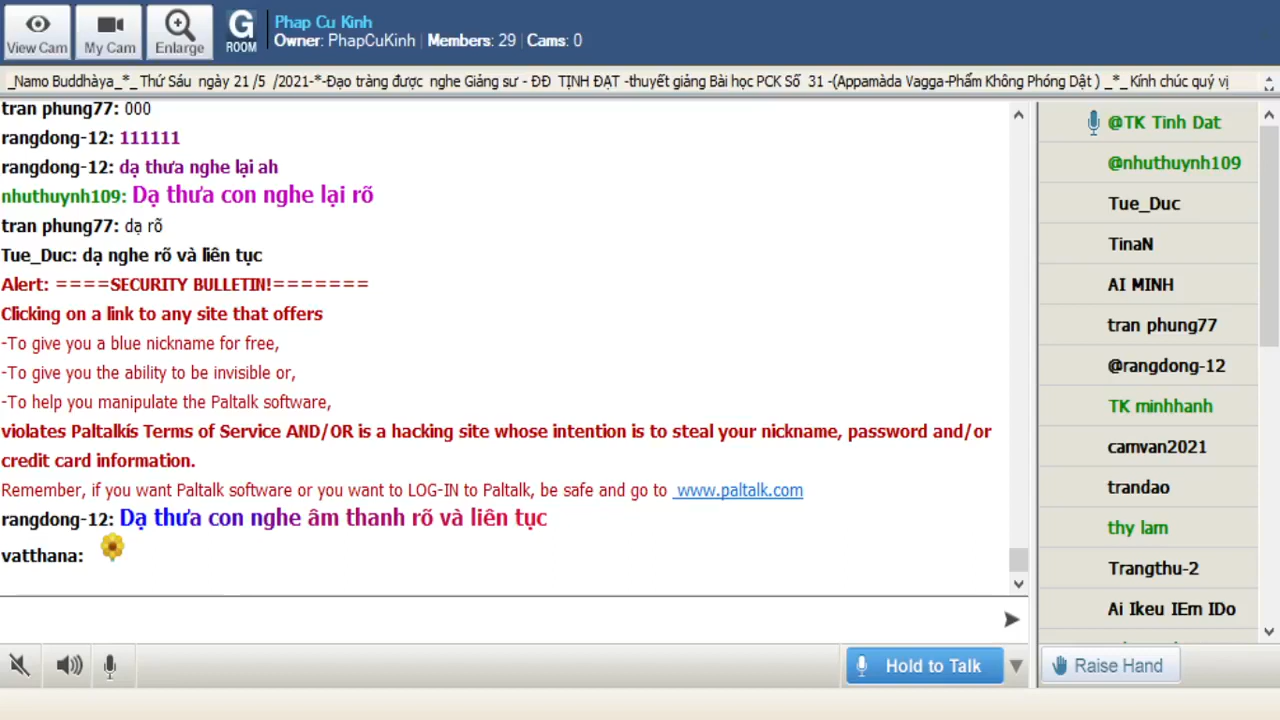 Phap Cu Kinh
View Cam
My Cam
Enlarge
G
ROOM
Owner: PhapCuKinh | Members: 29 | Cams: 0
_Namo Buddhàya_*_ Thứ Sáu ngày 21 /5 /2021-*-Đạo tràng được nghe Giảng sư - ĐĐ TỊNH ĐẠT -thuyết giảng Bài học PCK Số 31 -(Appamàda Vagga-Phẩm Không Phóng Dật ) _*_ Kính chúc quý vị
tran phung77: 000
rangdong-12: 111111
rangdong-12: dạ thưa nghe lại ah
nhuthuynh109: Dạ thưa con nghe lại rõ
tran phung77: dạ rõ
Tue_Duc: dạ nghe rõ và liên tục
Alert: ====SECURITY BULLETIN!=======
Clicking on a link to any site that offers
-To give you a blue nickname for free,
-To give you the ability to be invisible or,
-To help you manipulate the Paltalk software,
violates Paltalkís Terms of Service AND/OR is a hacking site whose intention is to steal your nickname, password and/or
credit card information.
Remember, if you want Paltalk software or you want to LOG-IN to Paltalk, be safe and go to www.paltalk.com
rangdong-12: Dạ thưa con nghe âm thanh rõ và liên tục
vatthana:
@TK Tinh Dat
@nhuthuynh109
Tue_Duc
TinaN
AI MINH
tran phung77
@rangdong-12
TK minhhanh
camvan2021
trandao
thy lam
Trangthu-2
Ai Ikeu IEm IDo
Hold to Talk
Raise Hand